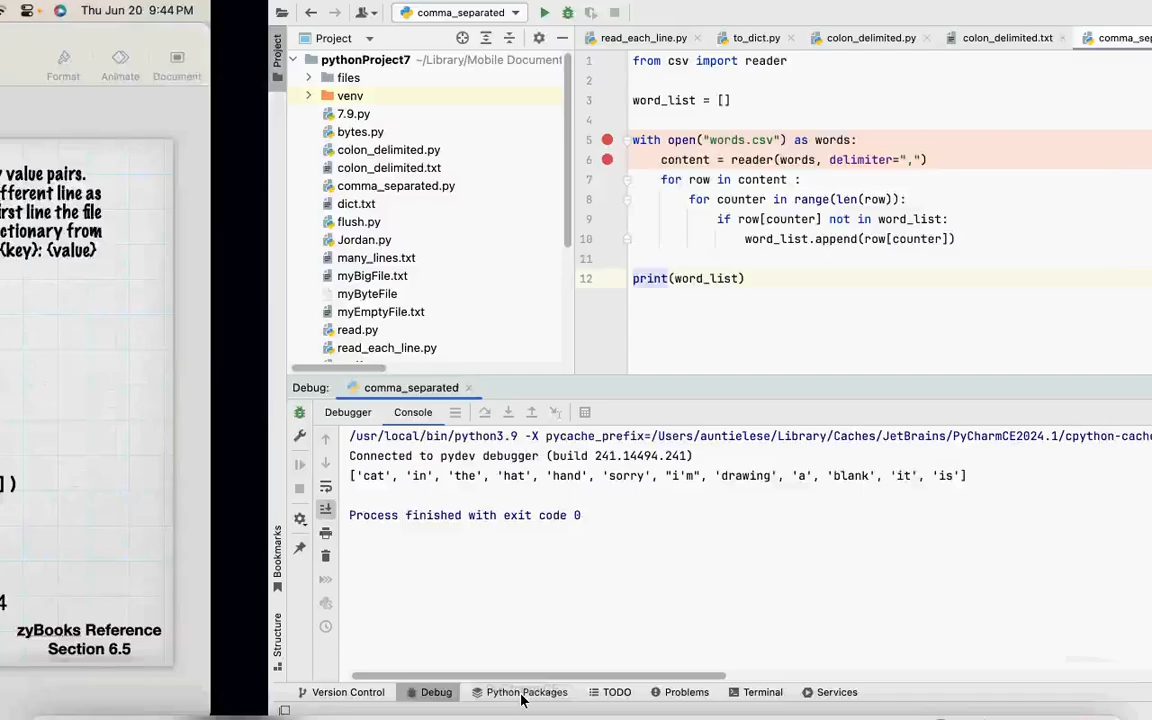 Thu Jun 20 9:44 PM
Format
Animate
Document
value pairs.
fferent line as
irst line the file
ctionary from
{key}: {value}
])
4
zyBooks Reference
Section 6.5
comma_separated
Project
read_each_line.py
to_dict.py
colon_delimited.py
colon_delimited.txt
comma_sep
Project
pythonProject7 ~/Library/Mobile Document
files
venv
7.9.py
bytes.py
colon_delimited.py
colon_delimited.txt
comma_separated.py
dict.txt
flush.py
Jordan.py
many_lines.txt
myBigFile.txt
myByteFile
myEmptyFile.txt
read.py
read_each_line.py
1 from csv import reader
2
3 word_list = []
4
5 with open("words.csv") as words:
6 content = reader(words, delimiter=",")
7 for row in content :
8 for counter in range(len(row)):
9 if row[counter] not in word_list:
10 word_list.append(row[counter])
11
12 print(word_list)
Debug: comma_separated
Debugger Console
/usr/local/bin/python3.9 -X pycache_prefix=/Users/auntielese/Library/Caches/JetBrains/PyCharmCE2024.1/cpython-cache
Connected to pydev debugger (build 241.14494.241)
['cat', 'in', 'the', 'hat', 'hand', 'sorry', "i'm", 'drawing', 'a', 'blank', 'it', 'is']
Process finished with exit code 0
Bookmarks
Structure
Version Control
Debug
Python Packages
TODO
Problems
Terminal
Services